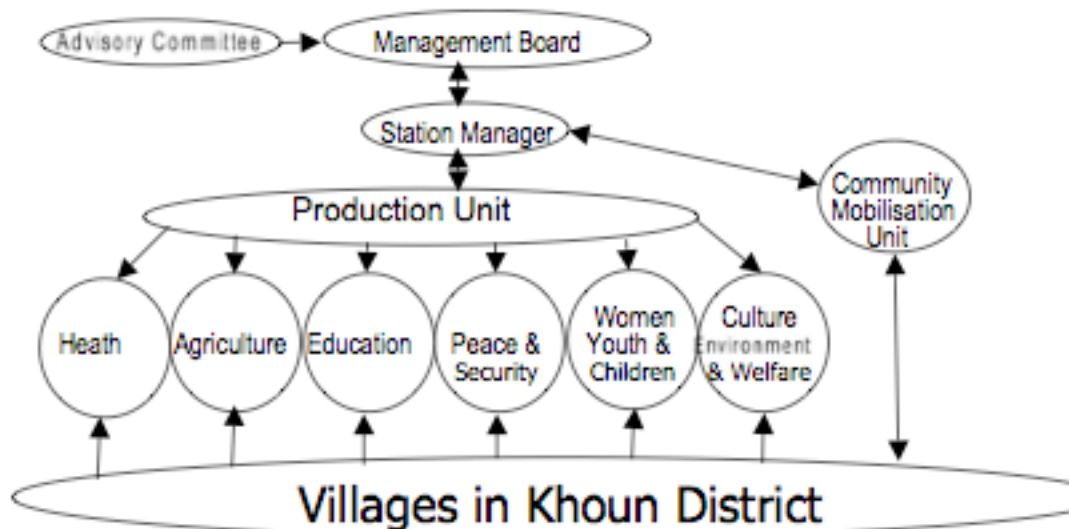 Advisory Committee
Management Board
Station Manager
Community
Mobilisation
Unit
Production Unit
Heath
Agriculture
Education
Peace &
Security
Women
Youth &
Children
Culture
Environment
& Welfare
Villages in Khoun District